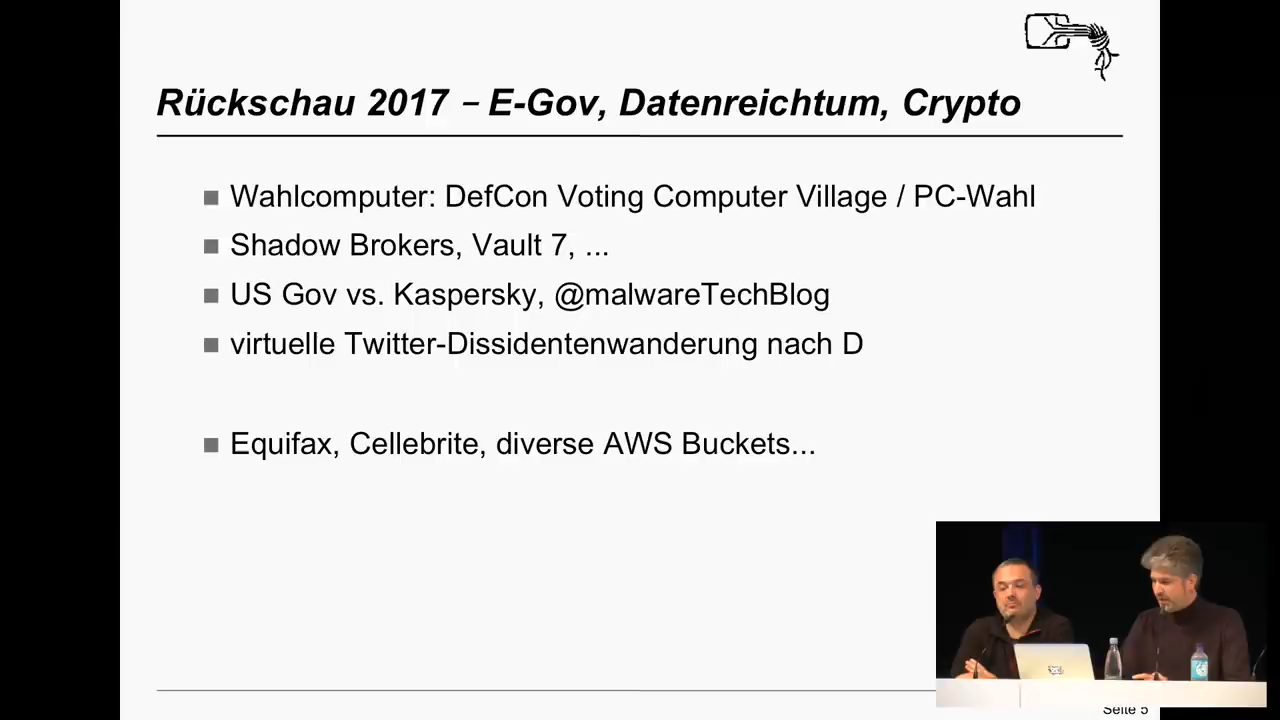 Rückschau 2017 – E-Gov, Datenreichtum, Crypto
Wahlcomputer: DefCon Voting Computer Village / PC-Wahl
Shadow Brokers, Vault 7, ...
US Gov vs. Kaspersky, @malwareTechBlog
virtuelle Twitter-Dissidentenwanderung nach D
Equifax, Cellebrite, diverse AWS Buckets...
Seite 5